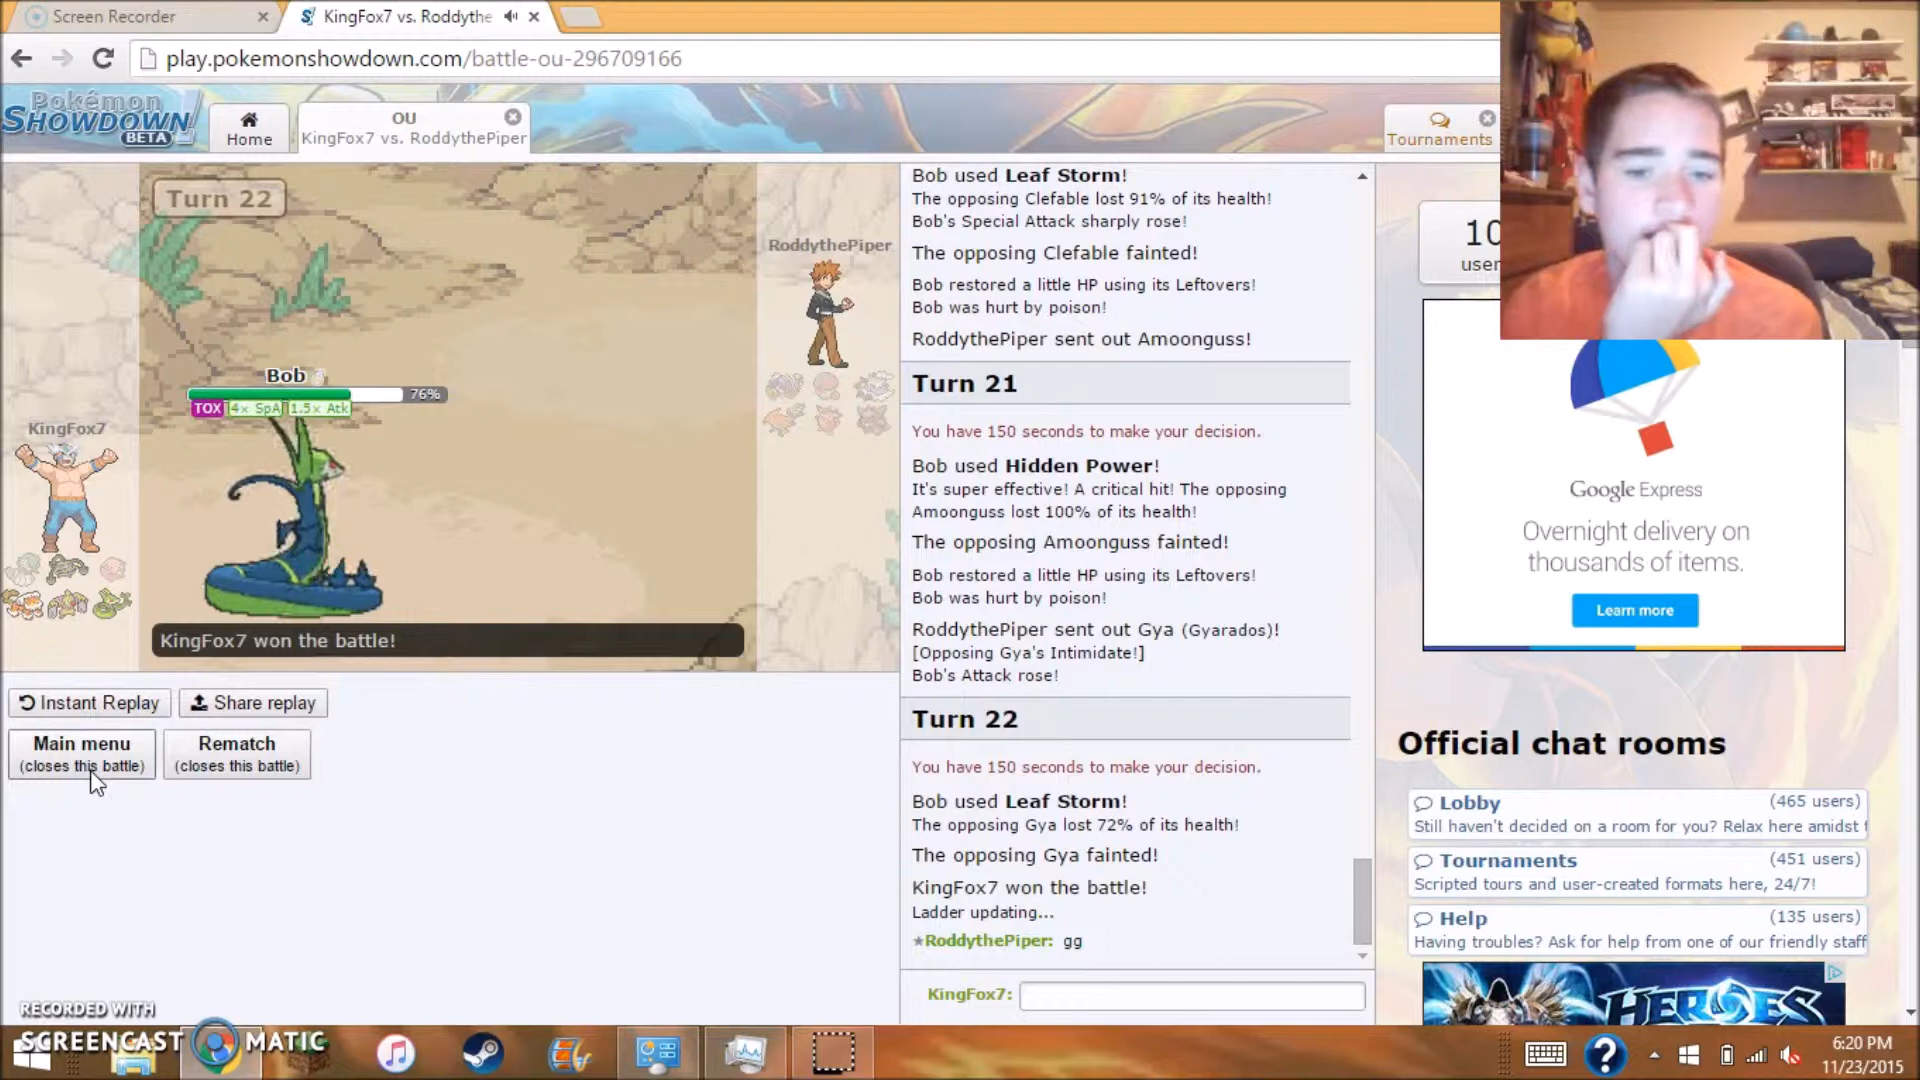 Screen Recorder
KingFox7 vs. Roddythe
play.pokemonshowdown.com/battle-ou-296709166
Pokémon
SHOWDOWN
BETA
Home
OU
KingFox7 vs. RoddythePiper
Tournaments
Turn 22
RoddythePiper
Bob
76%
TOX 4x SpA 1.5x Atk
KingFox7
KingFox7 won the battle!
Instant Replay
Share replay
Main menu
(closes this battle)
Rematch
(closes this battle)
Bob used Leaf Storm!
The opposing Clefable lost 91% of its health!
Bob's Special Attack sharply rose!
The opposing Clefable fainted!
Bob restored a little HP using its Leftovers!
Bob was hurt by poison!
RoddythePiper sent out Amoonguss!
Turn 21
You have 150 seconds to make your decision.
Bob used Hidden Power!
It's super effective! A critical hit! The opposing
Amoonguss lost 100% of its health!
The opposing Amoonguss fainted!
Bob restored a little HP using its Leftovers!
Bob was hurt by poison!
RoddythePiper sent out Gya (Gyarados)!
[Opposing Gya's Intimidate!]
Bob's Attack rose!
Turn 22
You have 150 seconds to make your decision.
Bob used Leaf Storm!
The opposing Gya lost 72% of its health!
The opposing Gya fainted!
KingFox7 won the battle!
Ladder updating...
★RoddythePiper: gg
KingFox7:
10
user
Google Express
Overnight delivery on
thousands of items.
Learn more
Official chat rooms
Lobby (465 users)
Still haven't decided on a room for you? Relax here amidst
Tournaments (451 users)
Scripted tours and user-created formats here, 24/7!
Help (135 users)
Having troubles? Ask for help from one of our friendly staff
HEROES
RECORDED WITH
SCREENCAST MATIC
6:20 PM
11/23/2015